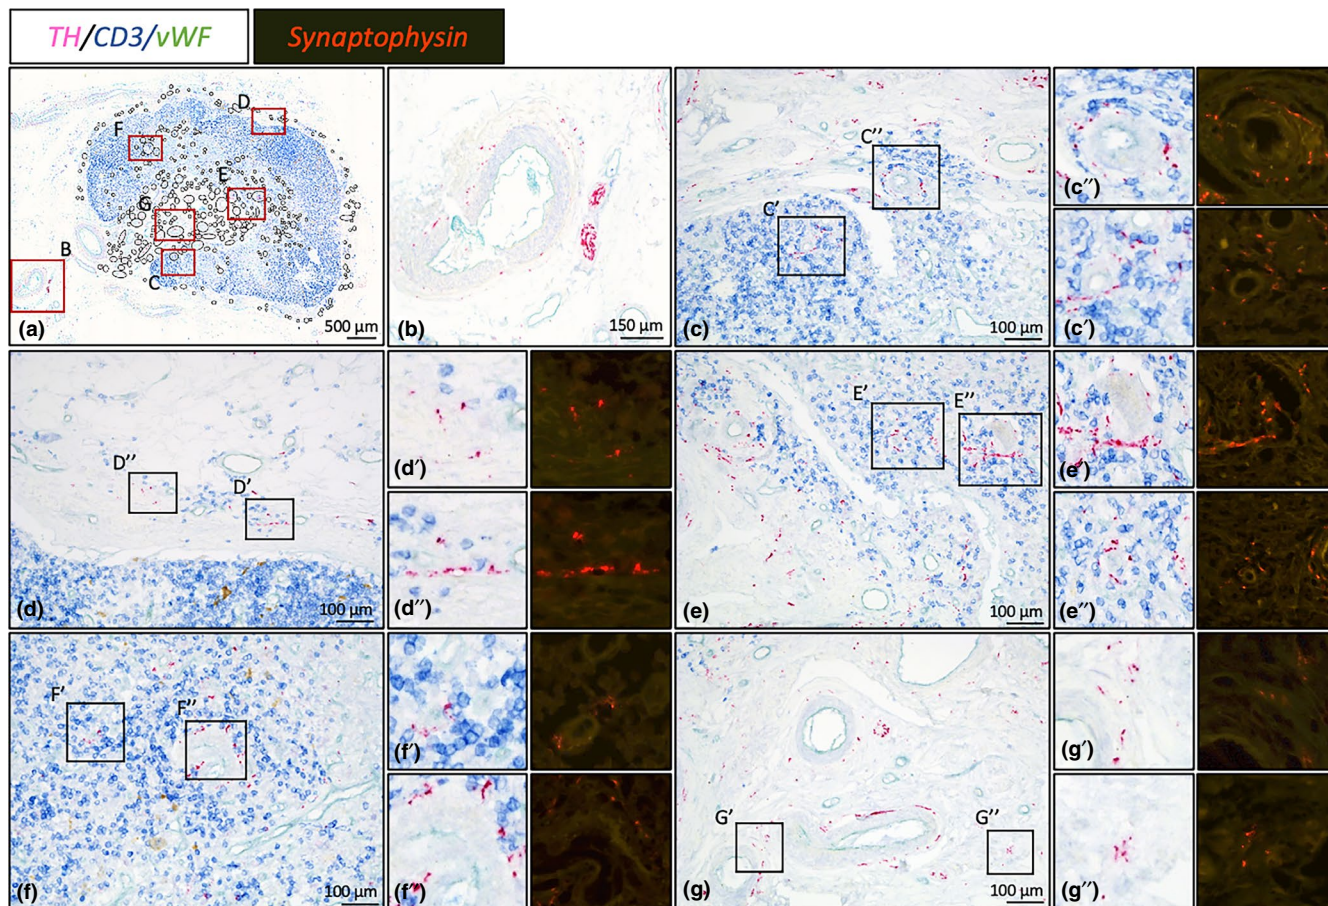 TH/CD3/vWF
Synaptophysin
D
F
E
G
B
C
(a)
500 µm
(b)
150 µm
C″
C′
(c)
100 µm
(c″)
(c′)
D″
D′
(d)
100 µm
(d′)
(d″)
E′
E″
(e)
100 µm
(e′)
(e″)
F′
F″
(f)
100 µm
(f′)
(f″)
G′
G″
(g)
100 µm
(g′)
(g″)